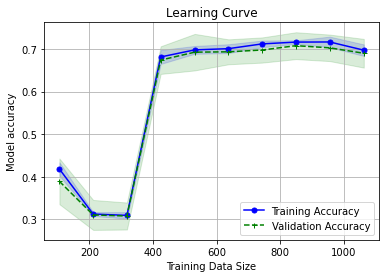 Learning Curve
0.7
0.6
0.5
0.4
0.3
Model accuracy
200 400 600 800 1000
Training Data Size
Training Accuracy
Validation Accuracy